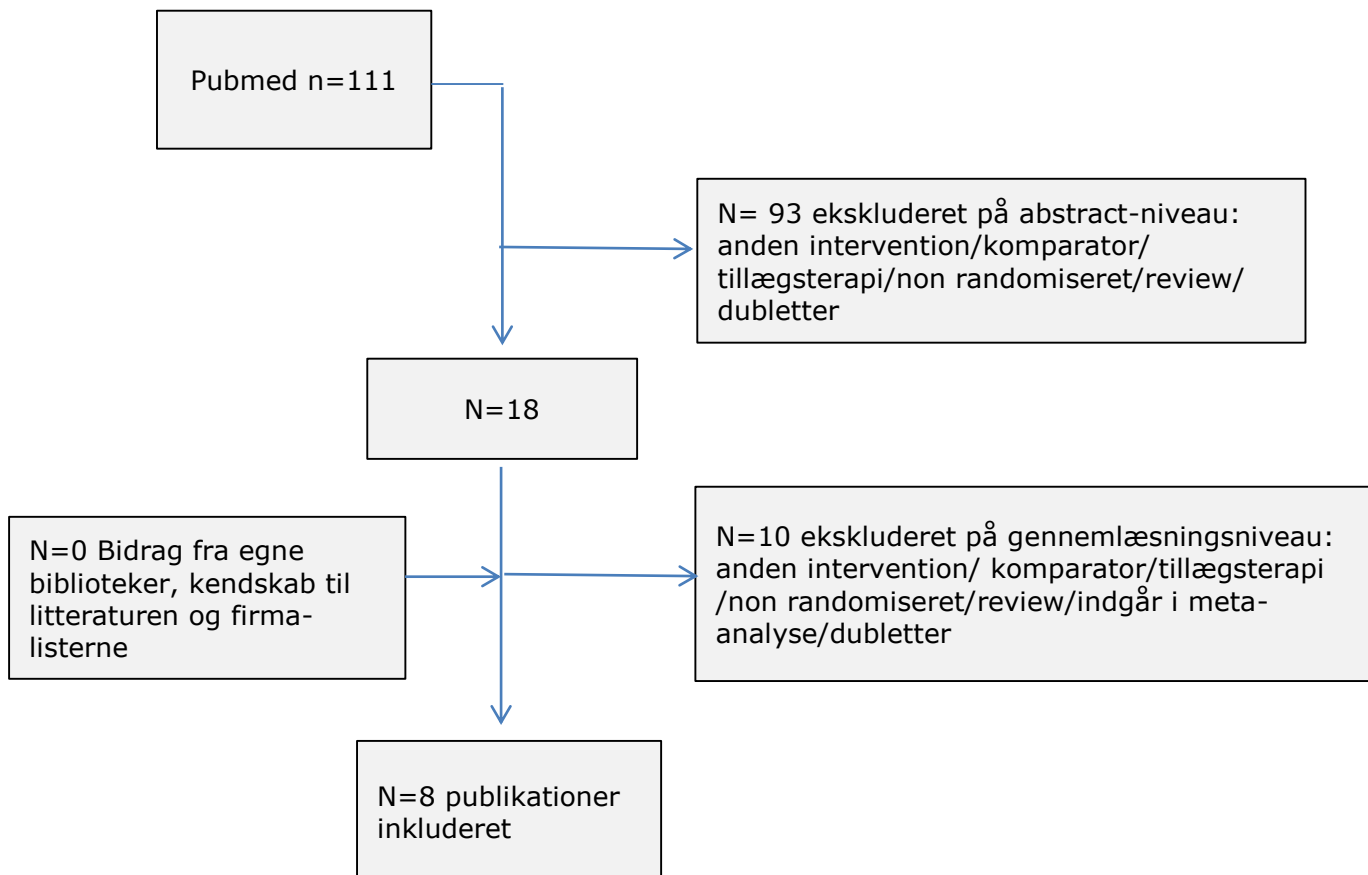 Pubmed n=111
N= 93 ekskluderet på abstract-niveau:
anden intervention/komparator/
tillægsterapi/non randomiseret/review/
dubletter
N=18
N=0 Bidrag fra egne
biblioteker, kendskab til
litteraturen og firma-
listerne
N=10 ekskluderet på gennemlæsningsniveau:
anden intervention/ komparator/tillægsterapi
/non randomiseret/review/indgår i meta-
analyse/dubletter
N=8 publikationer
inkluderet